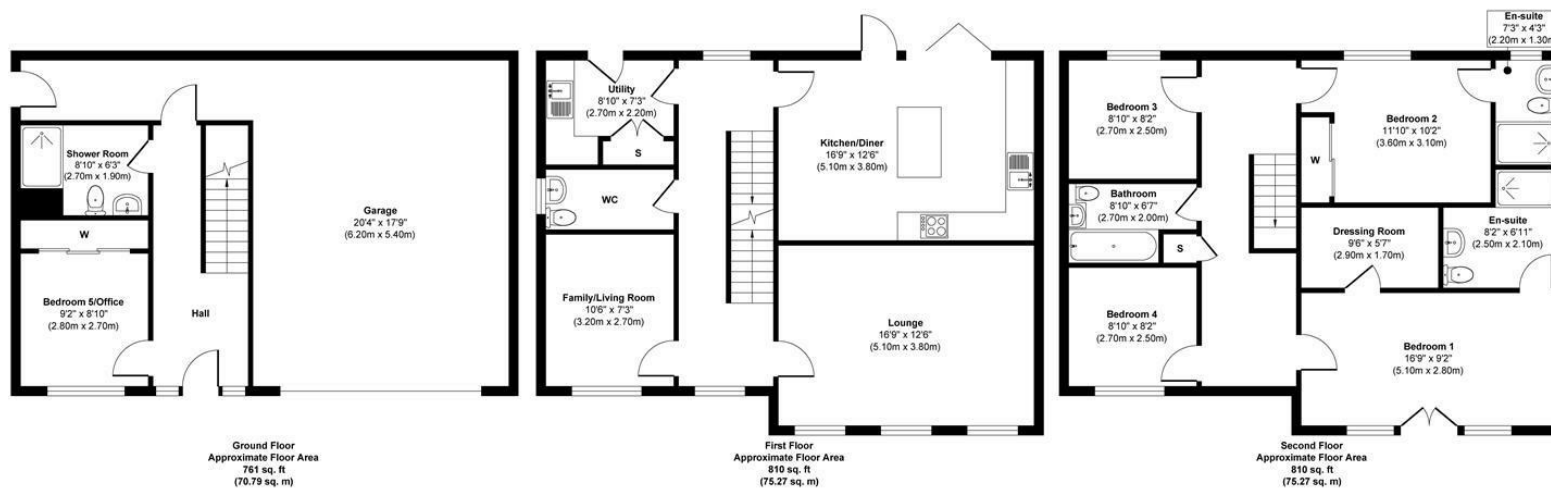 Shower Room
8'10" x 6'3"
(2.70m x 1.90m)
W
Bedroom 5/Office
9'2" x 8'10"
(2.80m x 2.70m)
Hall
Garage
20'4" x 17'9"
(6.20m x 5.40m)
Ground Floor
Approximate Floor Area
761 sq. ft
(70.79 sq. m)
Utility
8'10" x 7'3"
(2.70m x 2.20m)
S
WC
Family/Living Room
10'6" x 7'3"
(3.20m x 2.70m)
Kitchen/Diner
16'9" x 12'6"
(5.10m x 3.80m)
Lounge
16'9" x 12'6"
(5.10m x 3.80m)
First Floor
Approximate Floor Area
810 sq. ft
(75.27 sq. m)
En-suite
7'3" x 4'3"
(2.20m x 1.30m
Bedroom 3
8'10" x 8'2"
(2.70m x 2.50m)
Bedroom 2
11'10" x 10'2"
(3.60m x 3.10m)
W
Bathroom
8'10" x 6'7"
(2.70m x 2.00m)
S
Dressing Room
9'6" x 5'7"
(2.90m x 1.70m)
En-suite
8'2" x 6'11"
(2.50m x 2.10m)
Bedroom 4
8'10" x 8'2"
(2.70m x 2.50m)
Bedroom 1
16'9" x 9'2"
(5.10m x 2.80m)
Second Floor
Approximate Floor Area
810 sq. ft
(75.27 sq. m)